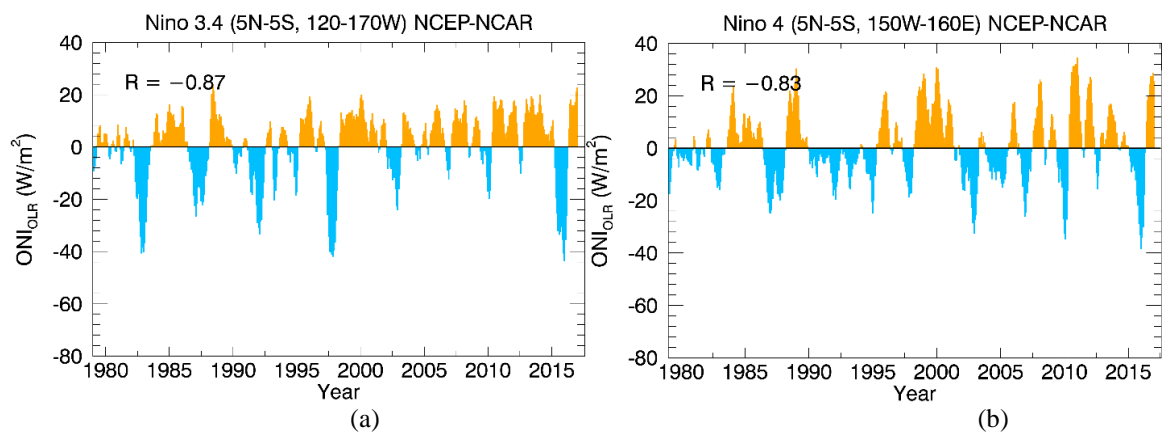 Nino 3.4 (5N-5S, 120-170W) NCEP-NCAR
R = −0.87
ONI_OLR (W/m²)
40
20
0
-20
-40
-60
-80
1980 1985 1990 1995 2000 2005 2010 2015
Year
(a)
Nino 4 (5N-5S, 150W-160E) NCEP-NCAR
R = −0.83
ONI_OLR (W/m²)
40
20
0
-20
-40
-60
-80
1980 1985 1990 1995 2000 2005 2010 2015
Year
(b)